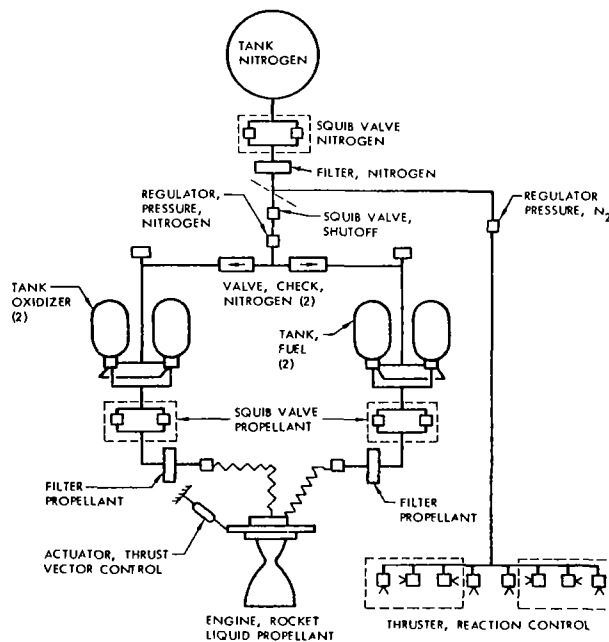 TANK
NITROGEN
SQUIB VALVE
NITROGEN
FILTER, NITROGEN
REGULATOR,
PRESSURE,
NITROGEN
SQUIB VALVE,
SHUTOFF
REGULATOR
PRESSURE, N2
VALVE, CHECK,
NITROGEN (2)
TANK
OXIDIZER
(2)
TANK,
FUEL
(2)
SQUIB VALVE
PROPELLANT
FILTER
PROPELLANT
FILTER
PROPELLANT
ACTUATOR, THRUST
VECTOR CONTROL
ENGINE, ROCKET
LIQUID PROPELLANT
THRUSTER, REACTION CONTROL